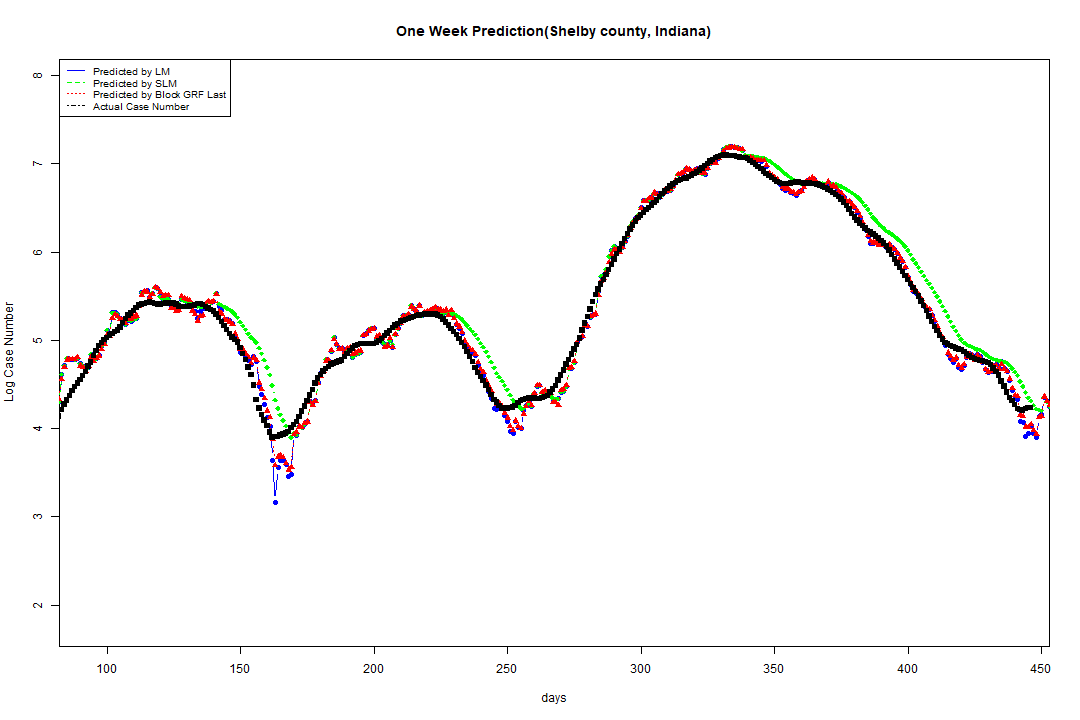 One Week Prediction(Shelby county, Indiana)
Predicted by LM
Predicted by SLM
Predicted by Block GRF Last
Actual Case Number
8
7
6
5
4
3
2
Log Case Number
100 150 200 250 300 350 400 450
days